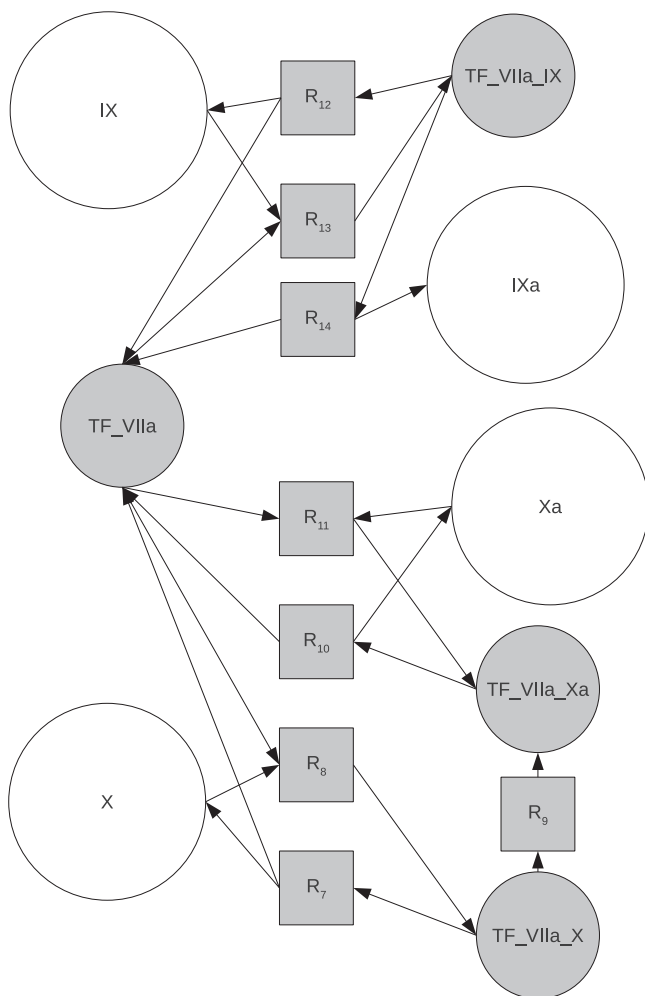 TF_VIIa_IX
R12
IX
R13
IXa
R14
TF_VIIa
Xa
R11
R10
TF_VIIa_Xa
R8
X
R9
R7
TF_VIIa_X